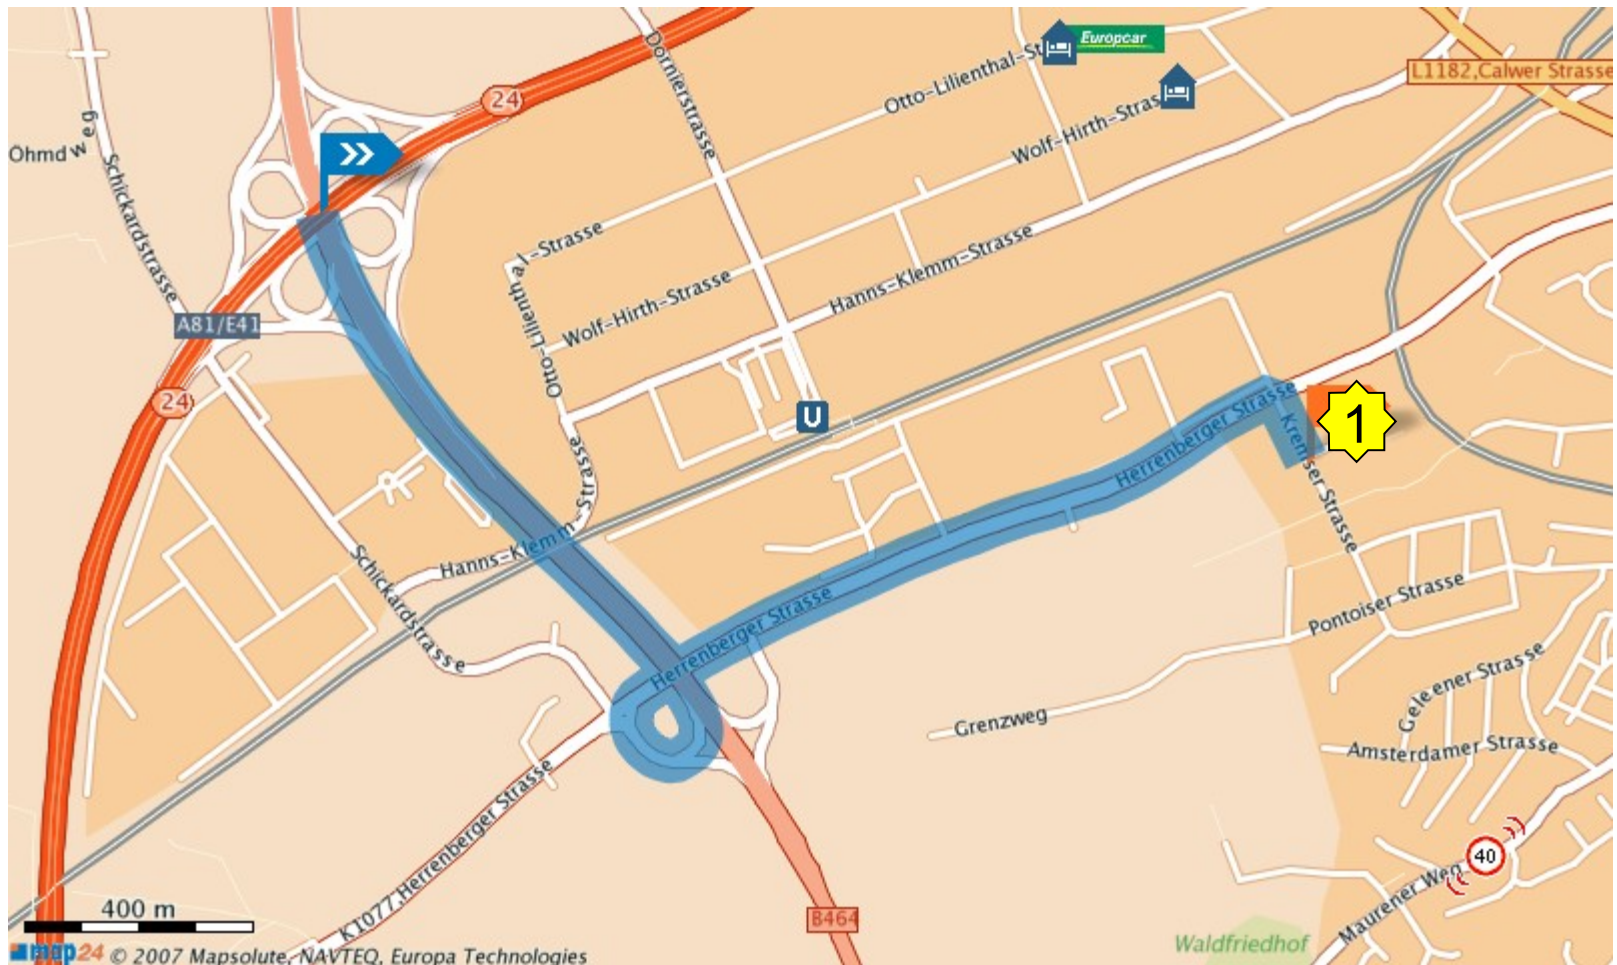 Dornierstrasse
Europcar
Otto-Lilienthal-St
L1182,Calwer Strasse
24
Wolf-Hirth-Strasse
Ohmdweg
Schickardstrasse
Otto-Lilienthal-Strasse
Hanns-Klemm-Strasse
Wolf-Hirth-Strasse
A81/E41
24
U
Herrenberger Strasse
1
Kremser Strasse
Hanns-Klemm-Strasse
Schickardstrasse
Herrenberger Strasse
Pontoiser Strasse
Geleener Strasse
Grenzweg
Amsterdamer Strasse
K1077,Herrenberger Strasse
40
Maurener Weg
400 m
B464
Waldfriedhof
map24 © 2007 Mapsolute, NAVTEQ, Europa Technologies